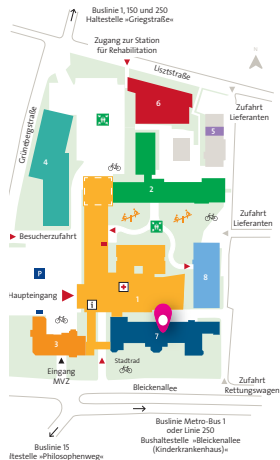 Buslinie 1, 150 und 250
Haltestelle »Griegstraße«
Zugang zur Station
für Rehabilitation
Lisztstraße
Grünebergstraße
6
5
4
Zufahrt
Lieferanten
2
Besucherzufahrt
Zufahrt
Lieferanten
P
8
Haupteingang
1
i
7
3
Stadtrad
Eingang
MVZ
Bleickenallee
Zufahrt
Rettungswagen
Buslinie Metro-Bus 1
oder Linie 250
Bushaltestelle »Bleickenallee
(Kinderkrankenhaus)«
Buslinie 15
ltestelle »Philosophenweg«